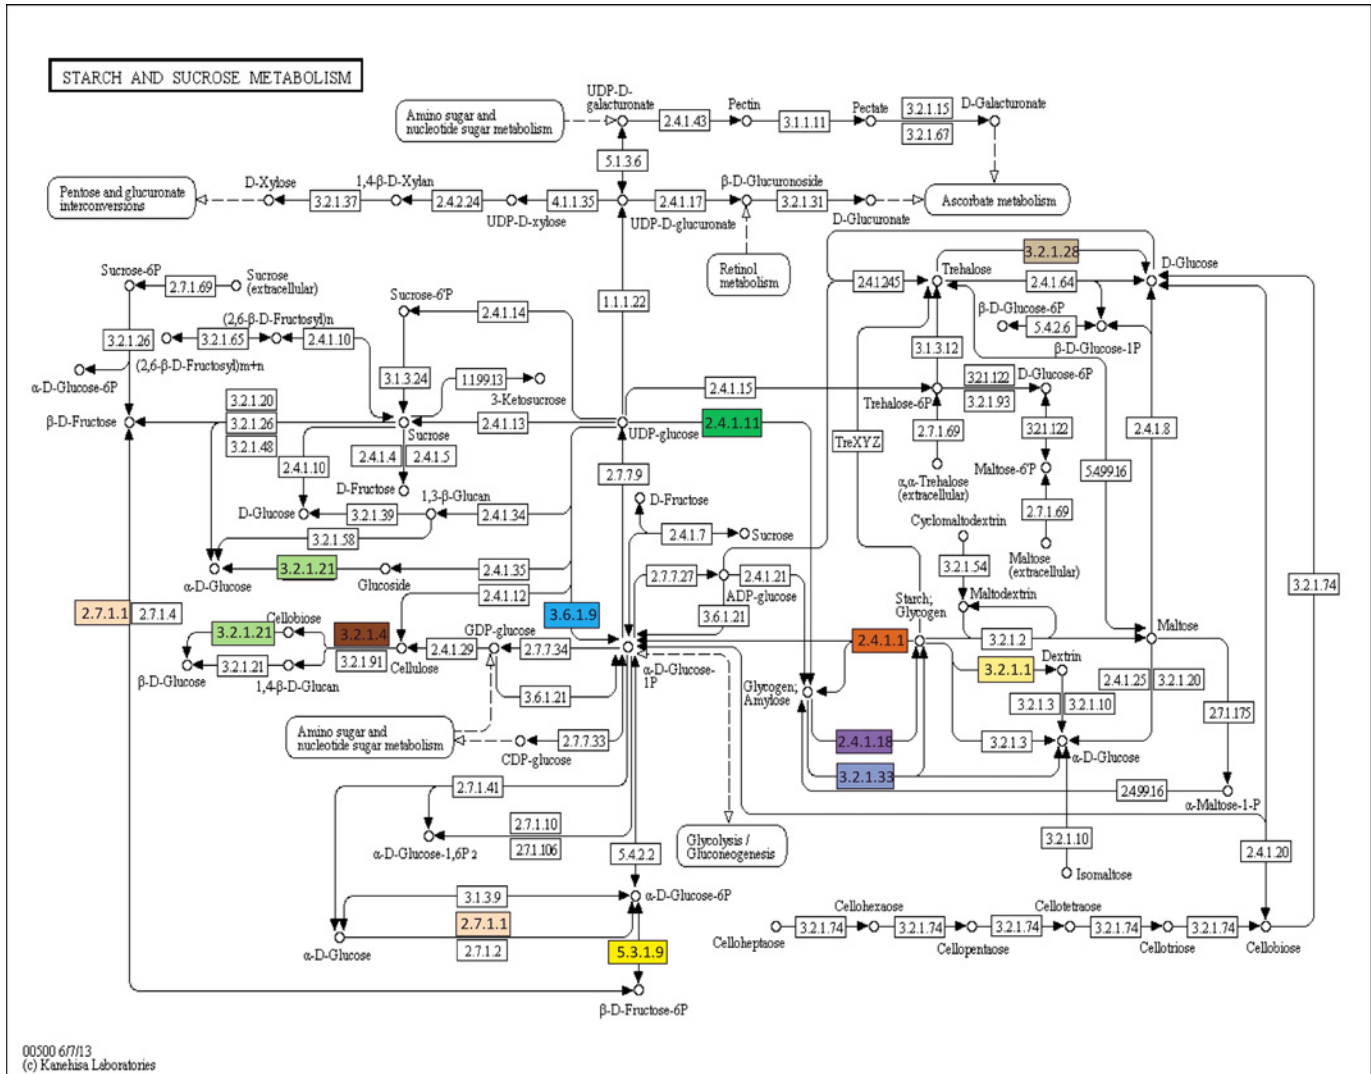 STARCH AND SUCROSE METABOLISM
UDP-D-
galacturonate
Pectin
Pectate
D-Galacturonate
Amino sugar and
nucleotide sugar metabolism
2.4.1.43
3.1.1.11
3.2.1.15
3.2.1.67
5.1.3.6
Pentose and glucuronate
interconversions
D-Xylose
3.2.1.37
1,4-β-D-Xylan
2.4.2.24
UDP-D-xylose
4.1.1.35
UDP-D-glucuronate
2.4.1.17
β-D-Glucuronoside
3.2.1.31
D-Glucuronate
Ascorbate metabolism
Retinol
metabolism
1.1.1.22
Sucrose-6P
2.7.1.69
Sucrose
(extracellular)
3.2.1.26
α-D-Glucose-6P
(2,6-β-D-Fructosyl)n
3.2.1.65
2.4.1.10
(2,6-β-D-Fructosyl)m+n
Sucrose-6'P
2.4.1.14
3.1.3.24
1.1.99.13
3-Ketosucrose
β-D-Fructose
3.2.1.20
3.2.1.26
3.2.1.48
Sucrose
2.4.1.13
UDP-glucose
2.4.1.11
2.4.1.15
2.4.1.10
2.4.1.4
2.4.1.5
D-Fructose
2.7.7.9
D-Glucose
3.2.1.39
1,3-β-Glucan
2.4.1.34
3.2.1.58
D-Fructose
2.4.1.7
Sucrose
α-D-Glucose
3.2.1.21
Glucoside
2.4.1.35
2.7.7.27
ADP-glucose
2.4.1.21
3.6.1.21
2.4.1.12
2.7.1.1
2.7.1.4
3.6.1.9
3.2.1.21
Cellobiose
3.2.1.4
3.2.1.91
3.2.1.21
β-D-Glucose
1,4-β-D-Glucan
Cellulose
2.4.1.29
GDP-glucose
2.7.7.34
3.6.1.21
α-D-Glucose-
1P
Amino sugar and
nucleotide sugar metabolism
CDP-glucose
2.7.7.33
2.7.1.41
2.7.1.10
2.7.1.106
α-D-Glucose-1,6P2
5.4.2.2
Glycolysis /
Gluconeogenesis
3.1.3.9
α-D-Glucose-6P
2.7.1.1
2.7.1.2
α-D-Glucose
5.3.1.9
β-D-Fructose-6P
3.2.1.28
2.4.1.245
Trehalose
2.4.1.64
D-Glucose
β-D-Glucose-6P
5.4.2.6
β-D-Glucose-1P
3.1.3.12
Trehalose-6P
3.2.1.122
3.2.1.93
D-Glucose-6P
2.7.1.69
α,α-Trehalose
(extracellular)
3.2.1.122
Maltose-6'P
2.7.1.69
Maltose
(extracellular)
TreXYZ
2.4.1.8
5.4.99.16
3.2.1.74
Cyclomaltodextrin
3.2.1.54
Maltodextrin
Starch;
Glycogen
2.4.1.1
3.2.1.2
Maltose
3.2.1.1
Dextrin
Glycogen;
Amylose
2.4.1.25
3.2.1.20
3.2.1.3
3.2.1.10
2.7.1.175
2.4.1.18
3.2.1.3
α-D-Glucose
3.2.1.33
2.4.99.16
α-Maltose-1-P
3.2.1.10
Isomaltose
2.4.1.20
Celloheptaose
3.2.1.74
Cellohexaose
3.2.1.74
Cellopentaose
3.2.1.74
Cellotetraose
3.2.1.74
Cellotriose
3.2.1.74
Cellobiose
00500 6/7/13
(c) Kanehisa Laboratories